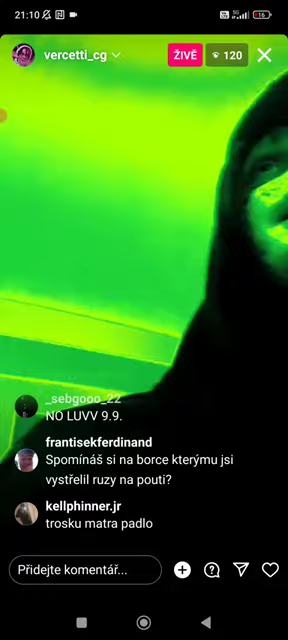 21:10
5G
16
vercetti_cg
ŽIVĚ
120
_sebgooo_22
NO LUVV 9.9.
frantisekferdinand
Spomínáš si na borce kterýmu jsi
vystřelil ruzy na pouti?
kellphinner.jr
trosku matra padlo
Přidejte komentář...